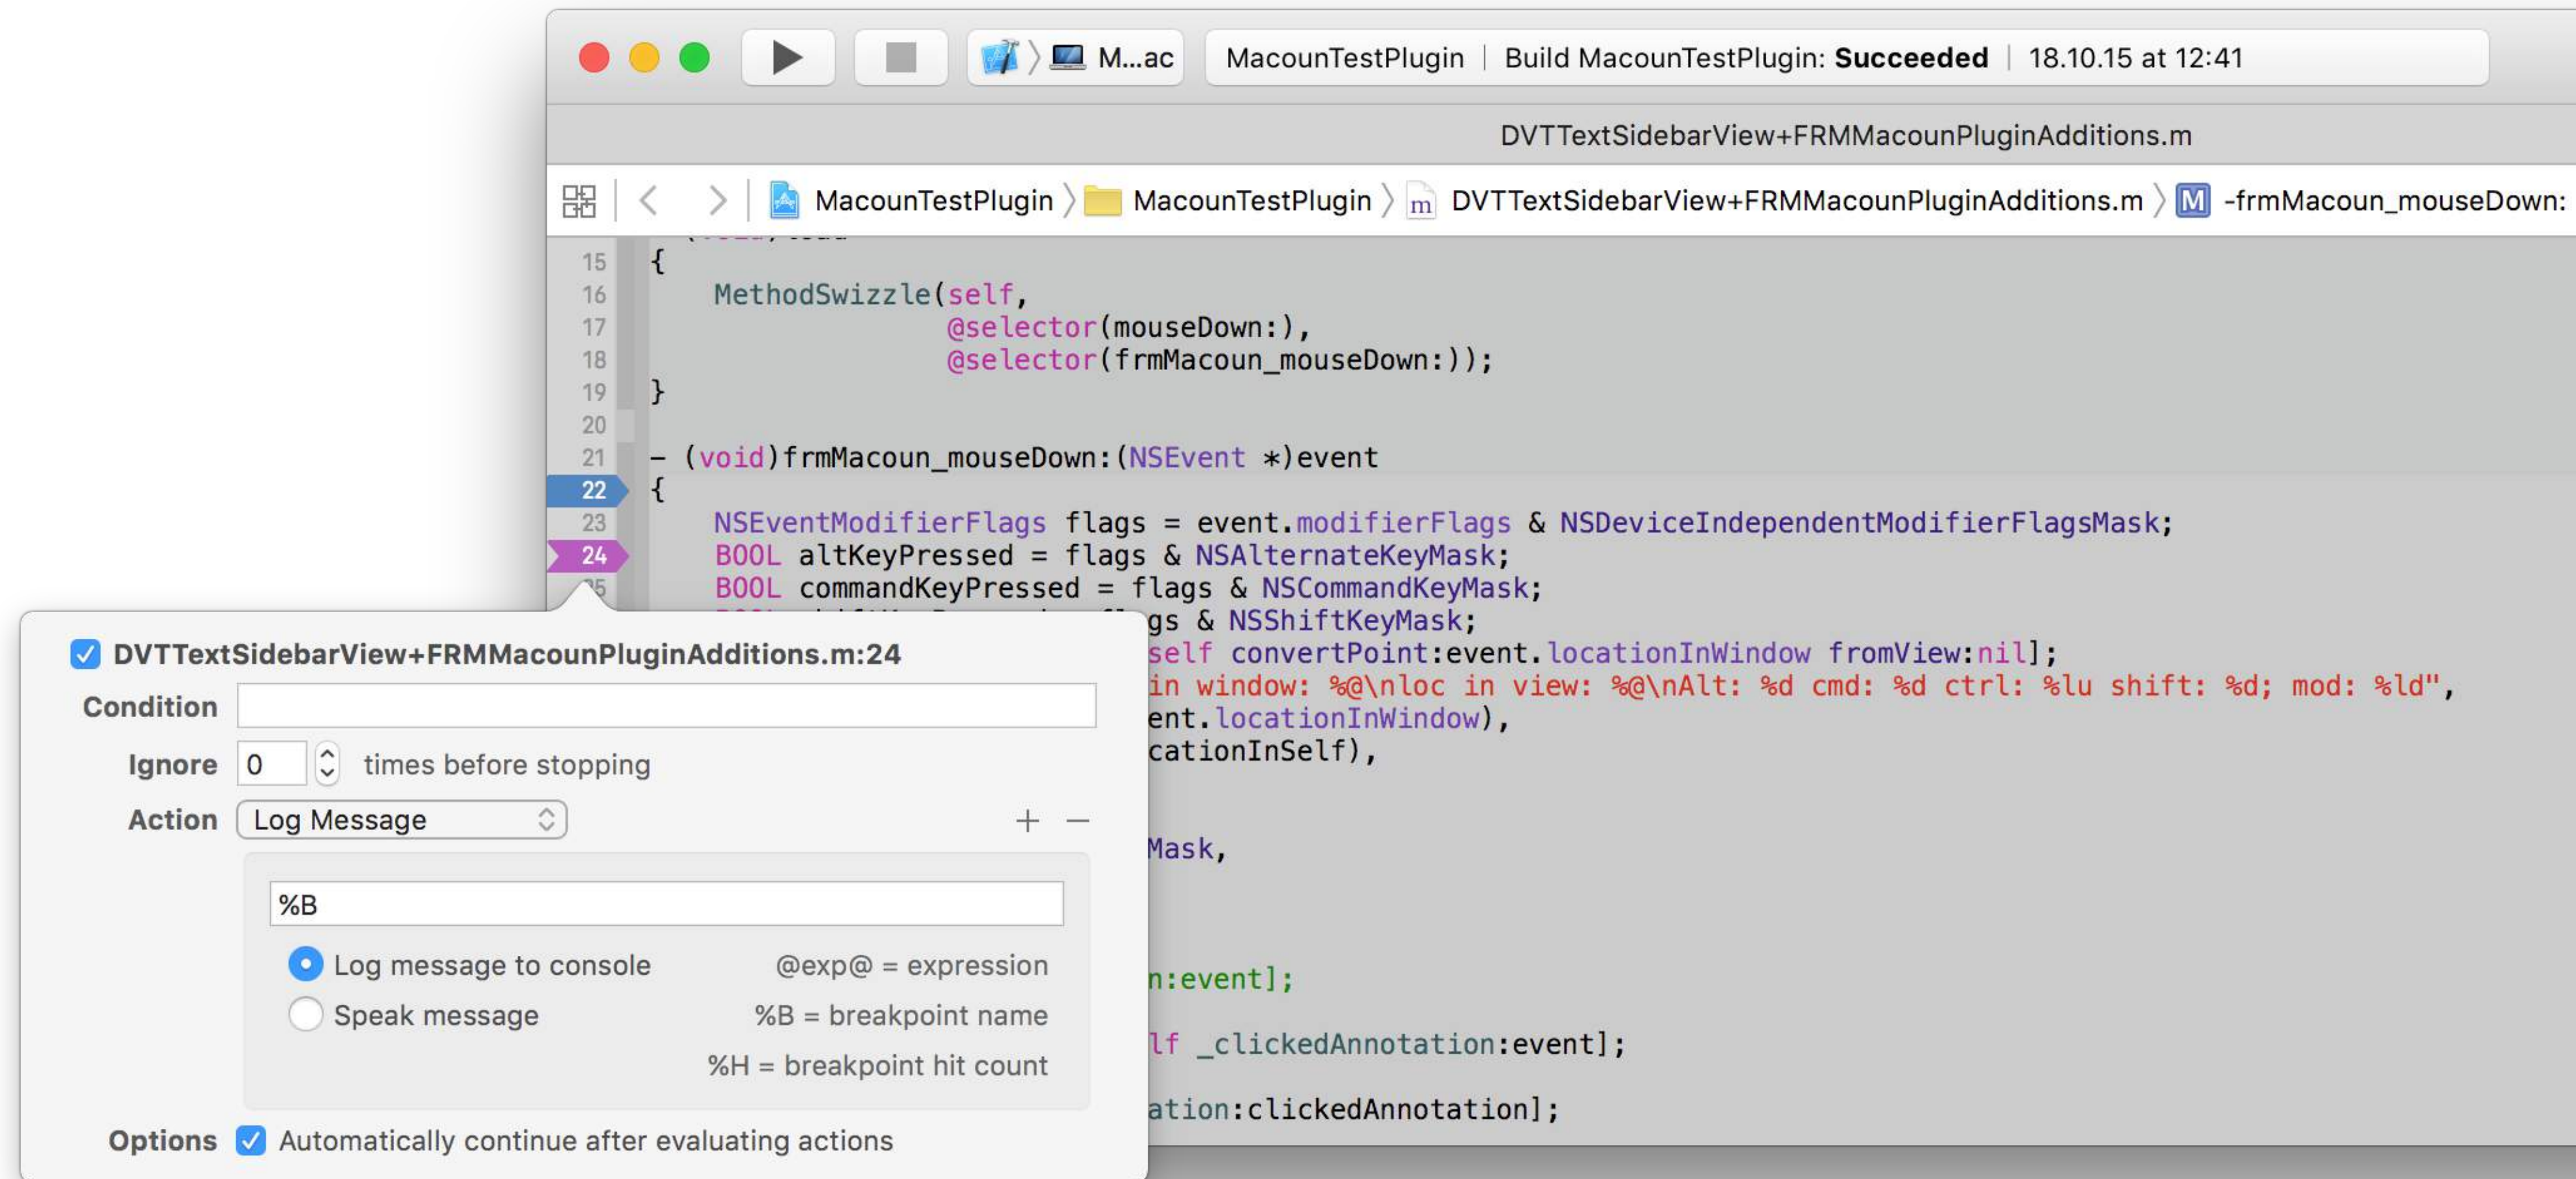 M...ac
MacounTestPlugin | Build MacounTestPlugin: Succeeded | 18.10.15 at 12:41
DVTTextSidebarView+FRMMacounPluginAdditions.m
MacounTestPlugin MacounTestPlugin m DVTTextSidebarView+FRMMacounPluginAdditions.m M -frmMacoun_mouseDown:
15 {
16 MethodSwizzle(self,
17 @selector(mouseDown:),
18 @selector(frmMacoun_mouseDown:));
19 }
20
21 – (void)frmMacoun_mouseDown:(NSEvent *)event
22 {
23 NSEventModifierFlags flags = event.modifierFlags & NSDeviceIndependentModifierFlagsMask;
24 BOOL altKeyPressed = flags & NSAlternateKeyMask;
25 BOOL commandKeyPressed = flags & NSCommandKeyMask;
gs & NSShiftKeyMask;
self convertPoint:event.locationInWindow fromView:nil];
in window: %@\nloc in view: %@\nAlt: %d cmd: %d ctrl: %lu shift: %d; mod: %ld",
ent.locationInWindow),
cationInSelf),
Mask,
n:event];
lf _clickedAnnotation:event];
ation:clickedAnnotation];
DVTTextSidebarView+FRMMacounPluginAdditions.m:24
Condition
Ignore 0 times before stopping
Action Log Message + −
%B
Log message to console @exp@ = expression
Speak message %B = breakpoint name
%H = breakpoint hit count
Options Automatically continue after evaluating actions